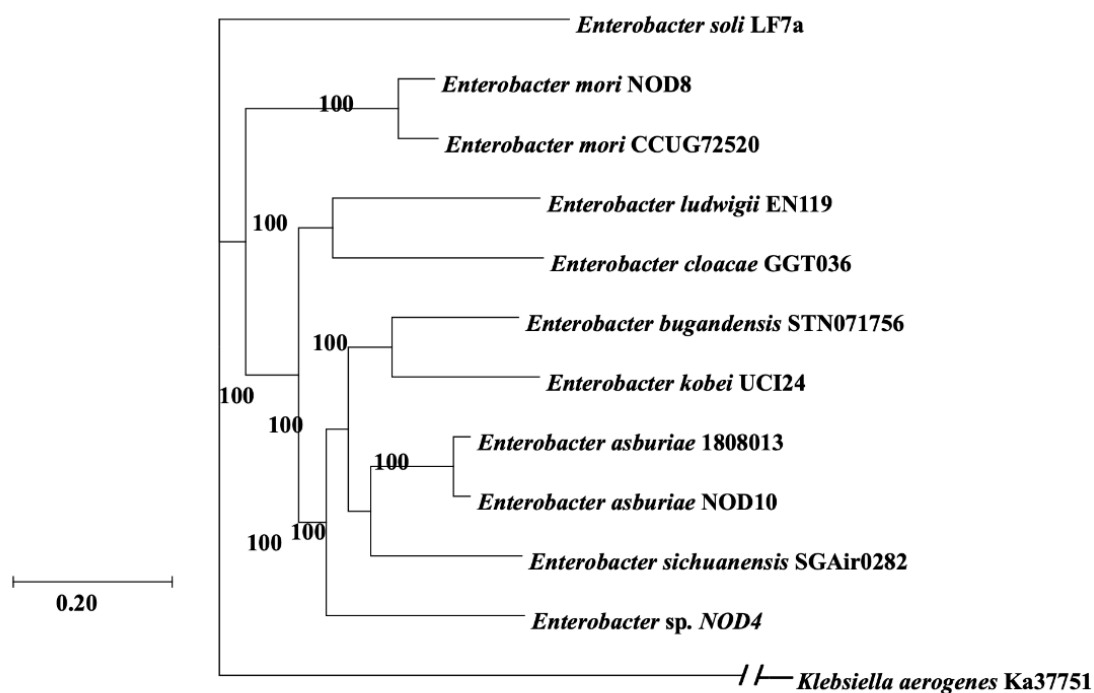 Enterobacter soli LF7a
Enterobacter mori NOD8
100
Enterobacter mori CCUG72520
Enterobacter ludwigii EN119
100
Enterobacter cloacae GGT036
Enterobacter bugandensis STN071756
100
Enterobacter kobei UCI24
100
100
Enterobacter asburiae 1808013
100
Enterobacter asburiae NOD10
100
100
Enterobacter sichuanensis SGAir0282
0.20
Enterobacter sp. NOD4
Klebsiella aerogenes Ka37751